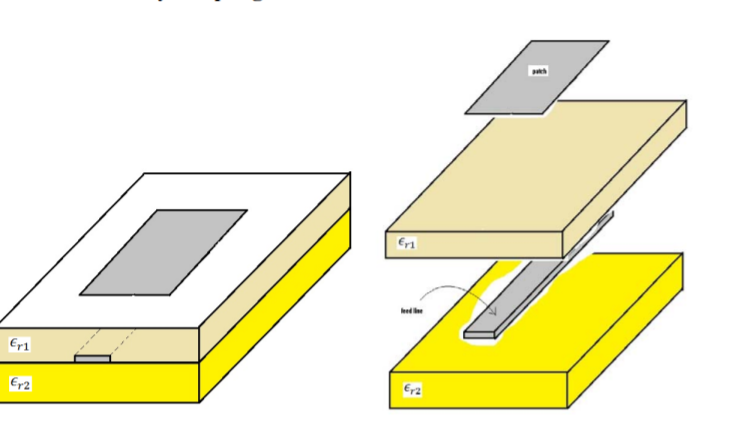 patch
ϵr1
feed line
ϵr1
ϵr2
ϵr2